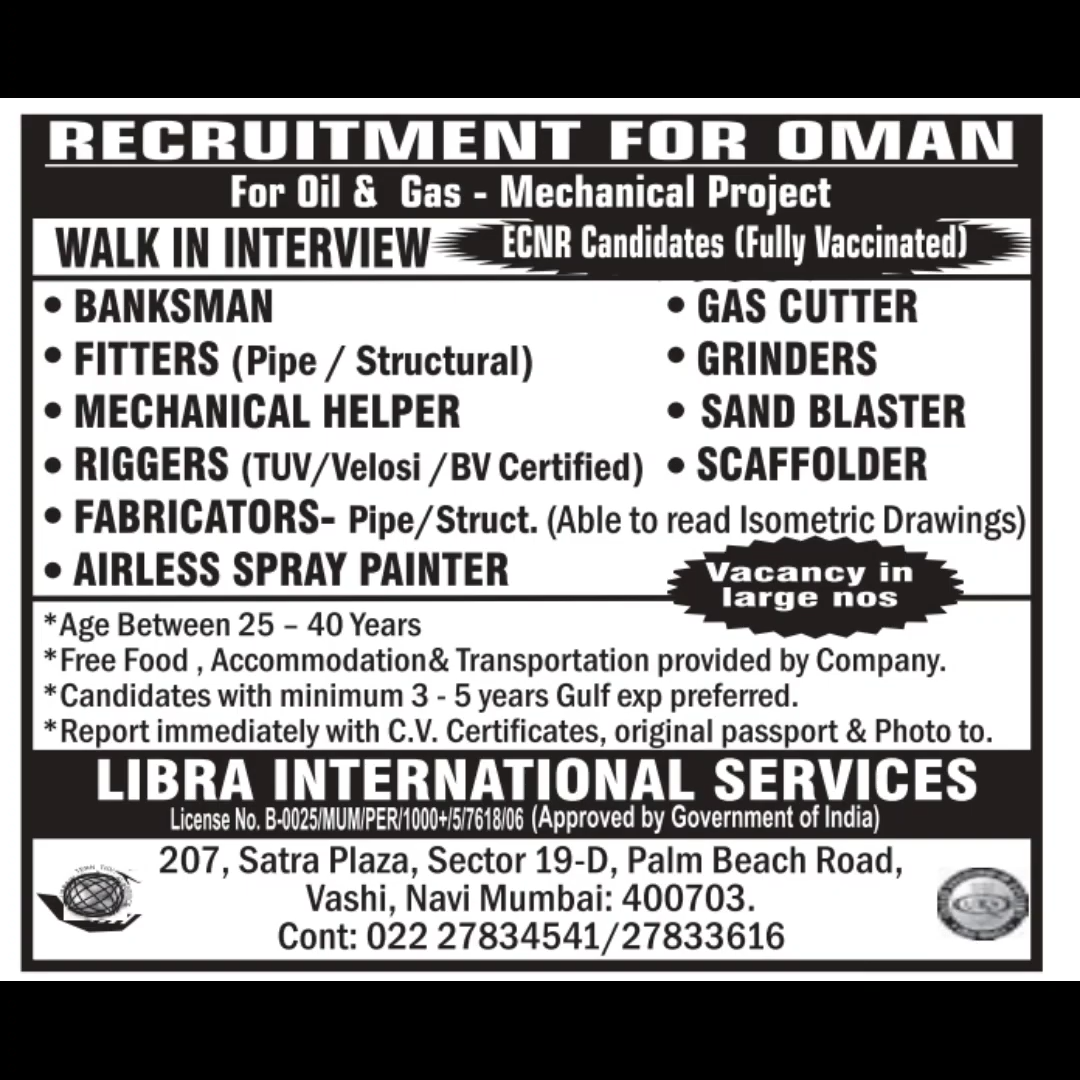 RECRUITMENT FOR OMAN
For Oil & Gas - Mechanical Project
WALK IN INTERVIEW
ECNR Candidates (Fully Vaccinated)
• BANKSMAN
• FITTERS (Pipe / Structural)
• MECHANICAL HELPER
• RIGGERS (TUV/Velosi /BV Certified)
• FABRICATORS- Pipe/Struct. (Able to read Isometric Drawings)
• AIRLESS SPRAY PAINTER
• GAS CUTTER
• GRINDERS
• SAND BLASTER
• SCAFFOLDER
Vacancy in
large nos
*Age Between 25 – 40 Years
*Free Food , Accommodation& Transportation provided by Company.
*Candidates with minimum 3 - 5 years Gulf exp preferred.
*Report immediately with C.V. Certificates, original passport & Photo to.
LIBRA INTERNATIONAL SERVICES
License No. B-0025/MUM/PER/1000+/5/7618/06 (Approved by Government of India)
207, Satra Plaza, Sector 19-D, Palm Beach Road,
Vashi, Navi Mumbai: 400703.
Cont: 022 27834541/27833616